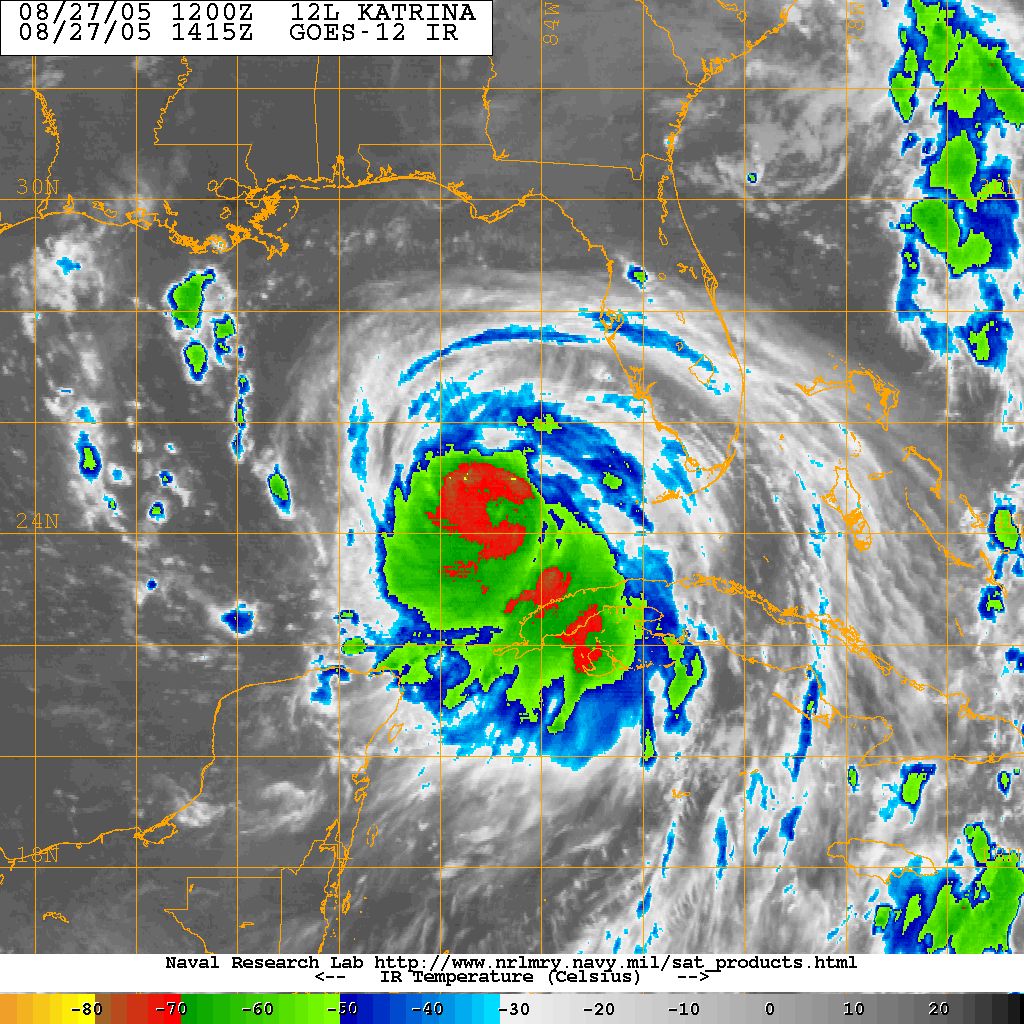 08/27/05 1200Z 12L KATRINA
08/27/05 1415Z GOES-12 IR
84W
30N
24N
18N
Naval Research Lab http://www.nrlmry.navy.mil/sat_products.html
<-- IR Temperature (Celsius) -->
-80 -70 -60 -50 -40 -30 -20 -10 0 10 20